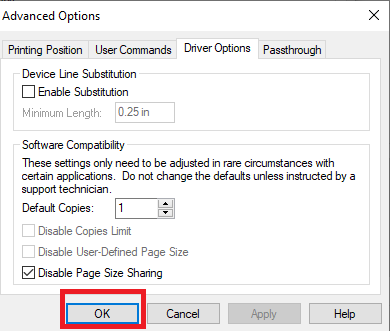 Advanced Options
Printing Position User Commands Driver Options Passthrough
Device Line Substitution
Enable Substitution
Minimum Length: 0.25 in
Software Compatibility
These settings only need to be adjusted in rare circumstances with
certain applications. Do not change the defaults unless instructed by a
support technician.
Default Copies: 1
Disable Copies Limit
Disable User-Defined Page Size
Disable Page Size Sharing
OK Cancel Apply Help